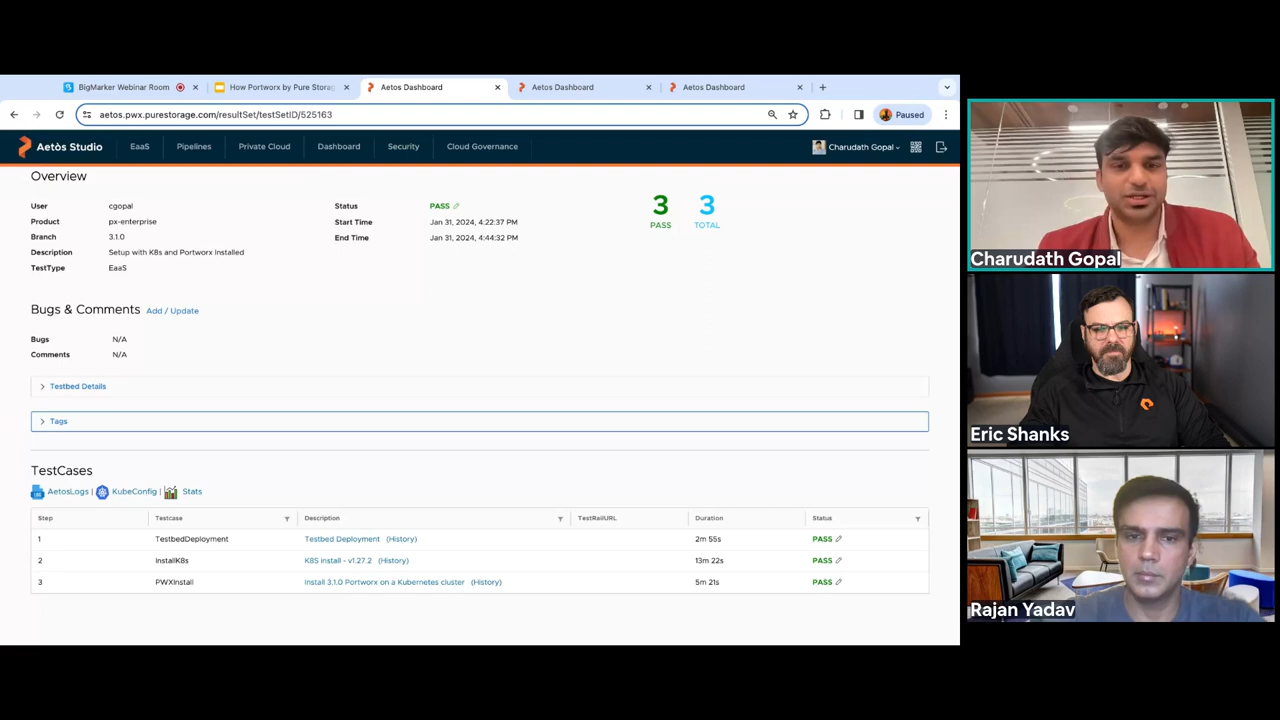 BigMarker Webinar Room
How Portworx by Pure Storag
Aetos Dashboard
Aetos Dashboard
Aetos Dashboard
aetos.pwx.purestorage.com/resultSet/testSetID/525163
Paused
Aetòs Studio
EaaS
Pipelines
Private Cloud
Dashboard
Security
Cloud Governance
Charudath Gopal
Overview
User cgopal
Product px-enterprise
Branch 3.1.0
Description Setup with K8s and Portworx Installed
TestType EaaS
Status PASS
Start Time Jan 31, 2024, 4:22:37 PM
End Time Jan 31, 2024, 4:44:32 PM
3 PASS
3 TOTAL
Bugs & Comments Add / Update
Bugs N/A
Comments N/A
Testbed Details
Tags
TestCases
AetosLogs | KubeConfig | Stats
Step Testcase Description TestRailURL Duration Status
1 TestbedDeployment Testbed Deployment (History) 2m 55s PASS
2 InstallK8s K8S install - v1.27.2 (History) 13m 22s PASS
3 PWXInstall Install 3.1.0 Portworx on a Kubernetes cluster (History) 5m 21s PASS
Charudath Gopal
Eric Shanks
Rajan Yadav